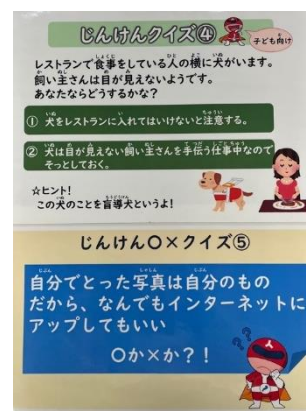 じんけんクイズ④
子ども向け
レストランで食事をしている人の横に犬がいます。
飼い主さんは目が見えないようです。
あなたならどうするかな?
① 犬をレストランに入れてはいけないと注意する。
② 犬は目が見えない飼い主さんを手伝う仕事中なので
そっとしておく。
☆ヒント!
この犬のことを盲導犬というよ!
じんけん○×クイズ⑤
自分でとった写真は自分のもの
だから、なんでもインターネットに
アップしてもいい
○か×か?!